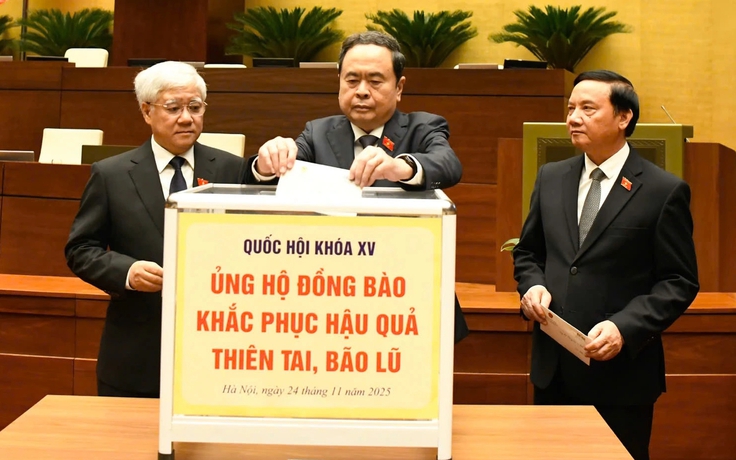 QUỐC HỘI KHÓA XV
ỦNG HỘ ĐỒNG BÀO
KHẮC PHỤC HẬU QUẢ
THIÊN TAI, BÃO LŨ
Hà Nội, ngày 24 tháng 11 năm 2025